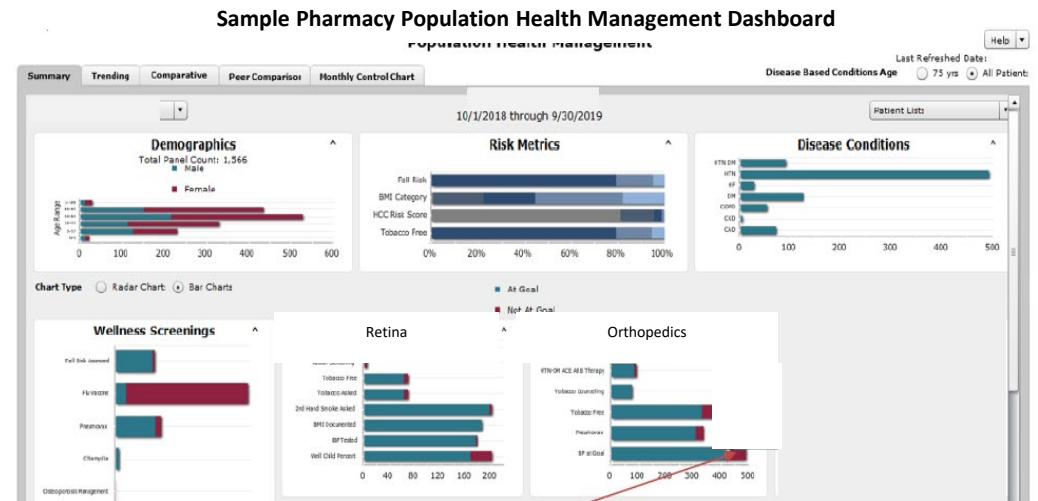 Sample Pharmacy Population Health Management Dashboard
Population Health Management
Help
Last Refreshed Date:
Summary Trending Comparative Peer Comparisor Monthly Control Chart
Disease Based Conditions Age 75 yrs All Patient:
10/1/2018 through 9/30/2019
Patient List:
Demographics
Total Panel Count: 1,566
Male
Female
Age Range
0 100 200 300 400 500 600
Risk Metrics
Fall Risk
BMI Category
HCC Risk Score
Tobacco Free
0% 20% 40% 60% 80% 100%
Disease Conditions
HTN DM
HTN
HF
DM
COPD
CKD
CAD
0 100 200 300 400 500
Chart Type Radar Chart Bar Charts
At Goal
Not At Goal
Wellness Screenings
Fall Risk Assessed
Flu Vaccine
Pneumovax
Chlamydia
Osteoporosis Management
Retina
Tobacco Free
Tobacco Asked
2nd Hand Smoke Asked
BMI Documented
BP Tested
Well Child Percent
0 40 80 120 160 200
Orthopedics
HTN DM ACE ARB Therapy
Tobacco Counseling
Tobacco Free
Pneumovax
BP at Goal
0 100 200 300 400 500